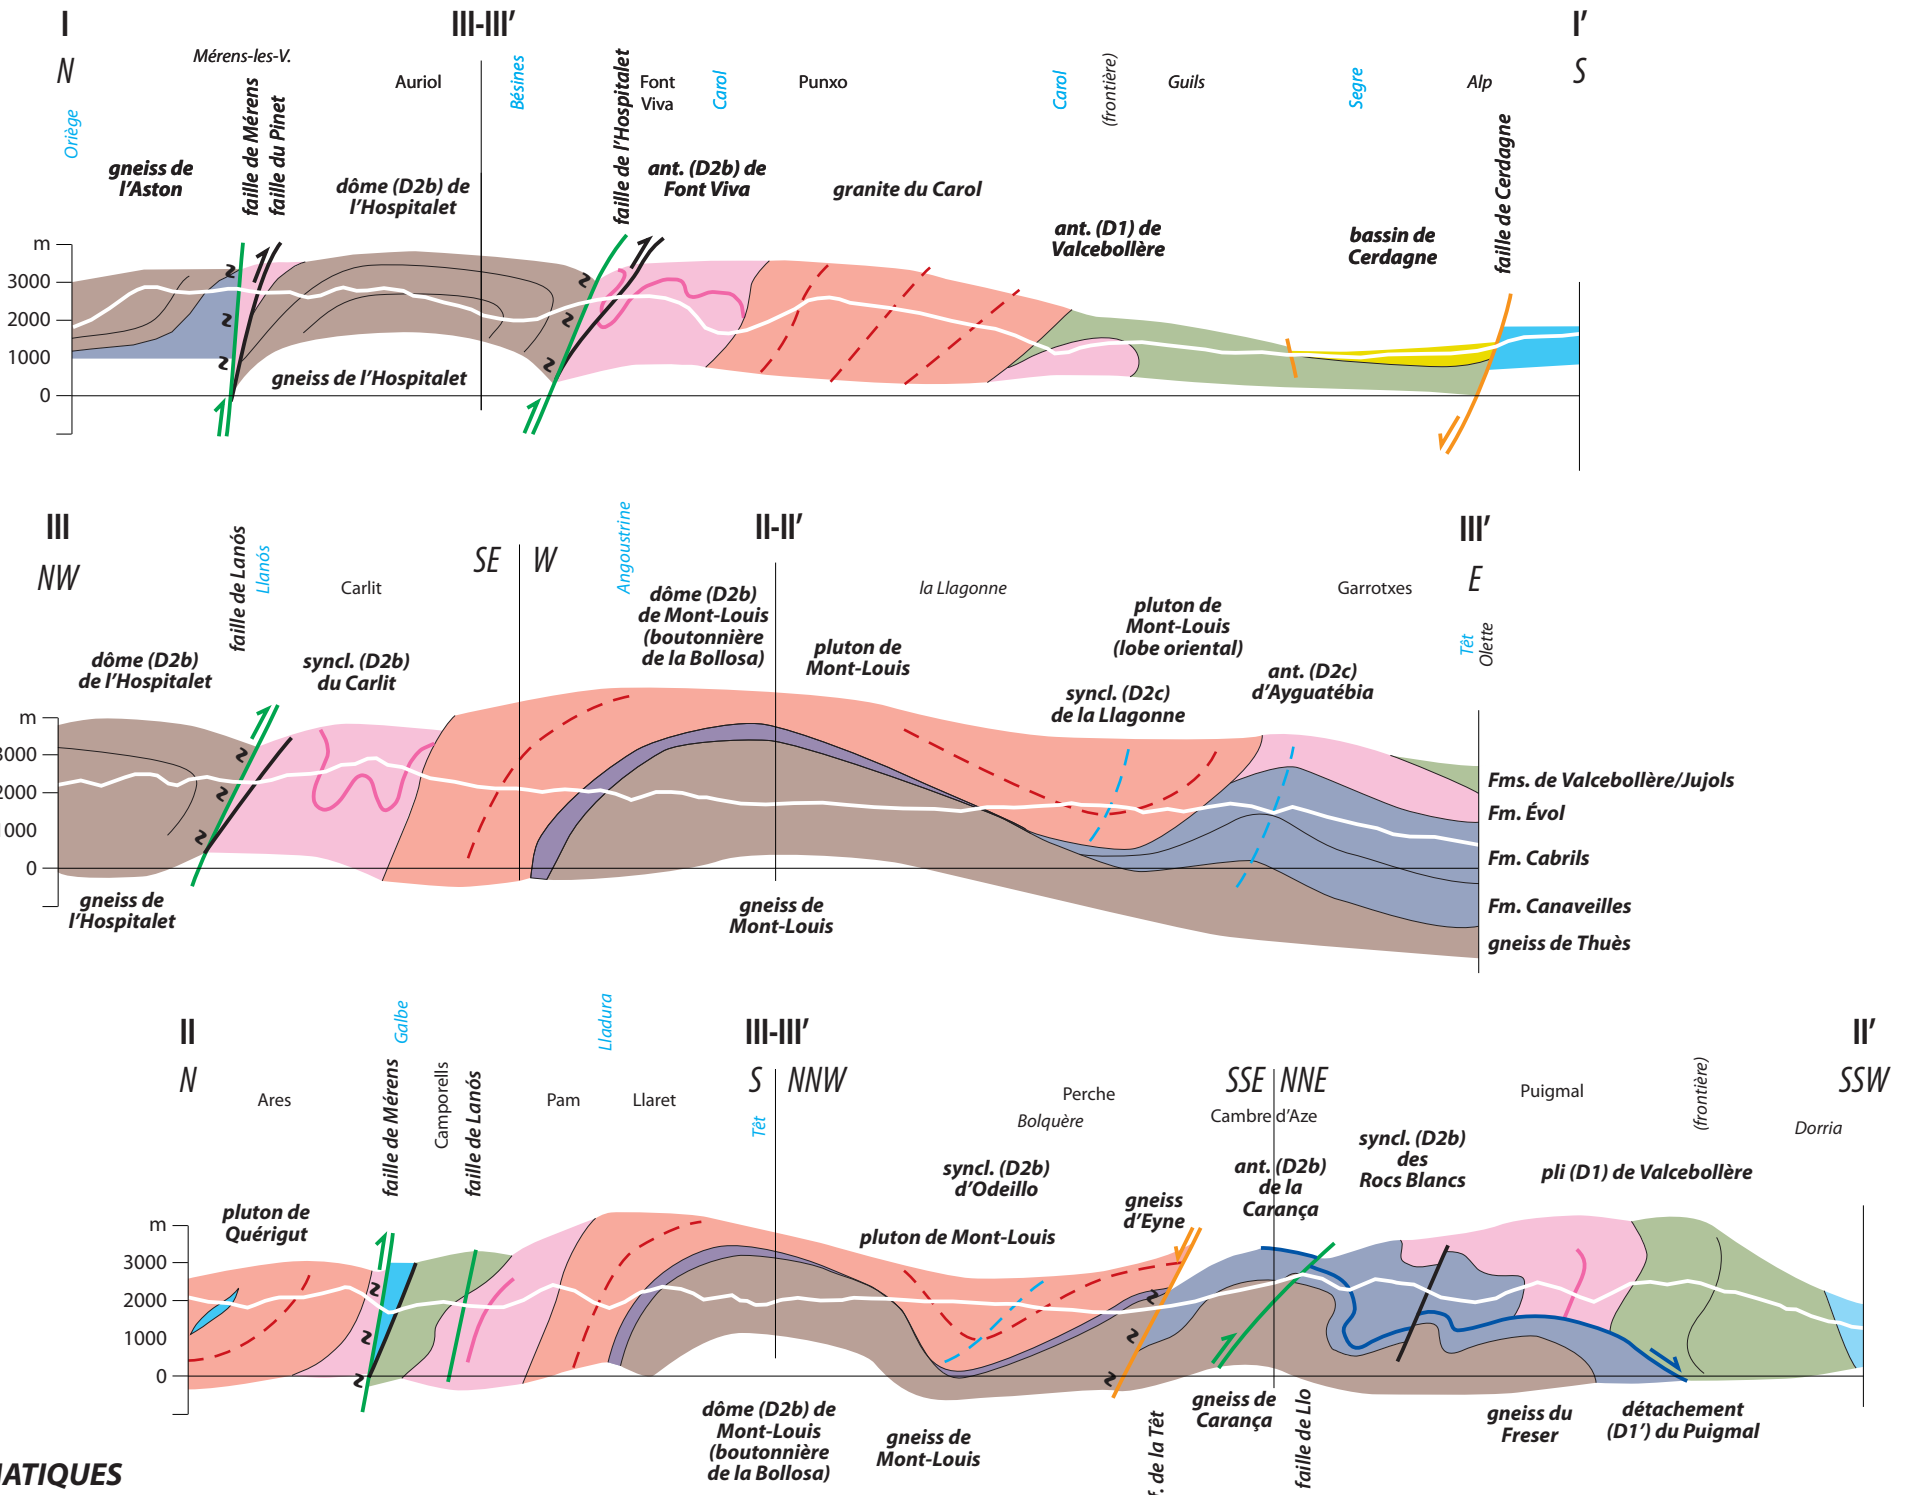 I
III-III'
I'
N
S
Oriège
Mérens-les-V.
faille de Mérens
faille du Pinet
Auriol
Bésines
faille de l'Hospitalet
Font
Viva
Carol
Punxo
Carol
(frontière)
Guils
Segre
Alp
faille de Cerdagne
gneiss de
l'Aston
dôme (D2b) de
l'Hospitalet
ant. (D2b) de
Font Viva
granite du Carol
ant. (D1) de
Valcebollère
bassin de
Cerdagne
m
3000
2000
1000
0
gneiss de l'Hospitalet
III
II-II'
III'
NW
SE
W
E
faille de Lanós
Llanós
Carlit
Angoustrine
la Llagonne
Garrotxes
Têt
Olette
dôme (D2b)
de l'Hospitalet
syncl. (D2b)
du Carlit
dôme (D2b)
de Mont-Louis
(boutonnière
de la Bollosa)
pluton de
Mont-Louis
pluton de
Mont-Louis
(lobe oriental)
syncl. (D2c)
de la Llagonne
ant. (D2c)
d'Ayguatébia
m
3000
2000
1000
0
Fms. de Valcebollère/Jujols
Fm. Évol
Fm. Cabrils
Fm. Canaveilles
gneiss de Thuès
gneiss de
l'Hospitalet
gneiss de
Mont-Louis
II
III-III'
II'
N
S
NNW
SSE
NNE
SSW
Ares
faille de Mérens
Galbe
Camporells
faille de Lanós
Pam
Lladura
Llaret
Têt
Bolquère
Perche
Cambre d'Aze
Puigmal
(frontière)
Dorria
pluton de
Quérigut
syncl. (D2b)
d'Odeillo
pluton de Mont-Louis
gneiss
d'Eyne
ant. (D2b)
de la
Carança
syncl. (D2b)
des
Rocs Blancs
pli (D1) de Valcebollère
m
3000
2000
1000
0
dôme (D2b) de
Mont-Louis
(boutonnière
de la Bollosa)
gneiss de
Mont-Louis
f. de la Têt
gneiss de
Carança
faille de Llo
gneiss du
Freser
détachement
(D1') du Puigmal
ATIQUES